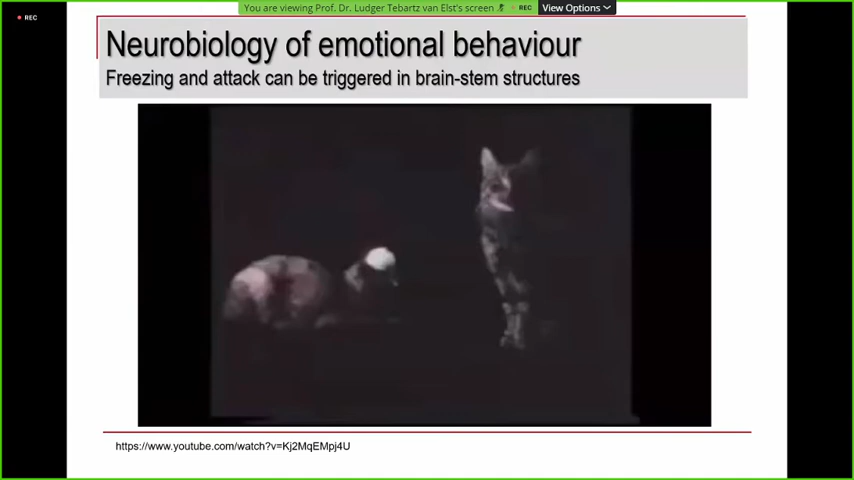 You are viewing Prof. Dr. Ludger Tebartz van Elst's screen REC View Options
REC
Neurobiology of emotional behaviour
Freezing and attack can be triggered in brain-stem structures
https://www.youtube.com/watch?v=Kj2MqEMpj4U